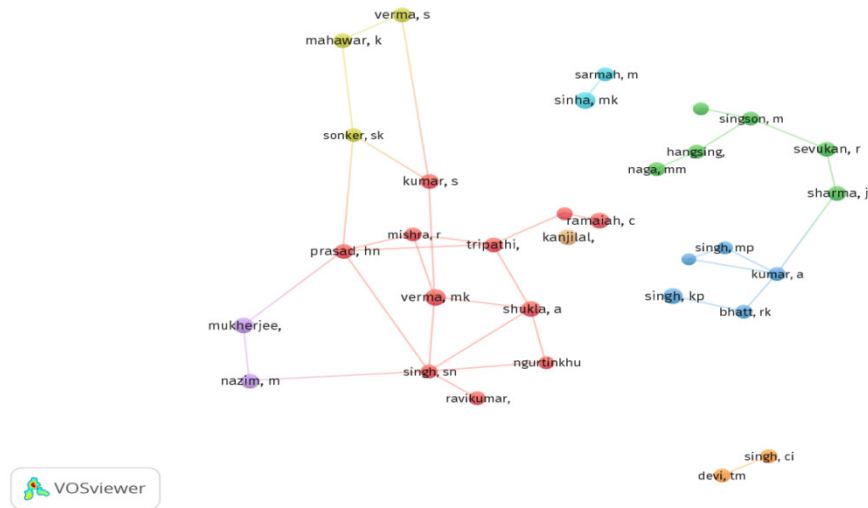 verma, s
mahawar, k
sarmah, m
sinha, mk
singson, m
sonker, sk
hangsing,
sevukan, r
naga, mm
kumar, s
sharma, j
ramaiah, c
mishra, r
kanjilal,
prasad, hn
tripathi,
singh, mp
kumar, a
verma, mk
singh, kp
shukla, a
bhatt, rk
mukherjee,
ngurtinkhu
singh, sn
nazim, m
ravikumar,
singh, ci
devi, tm
VOSviewer